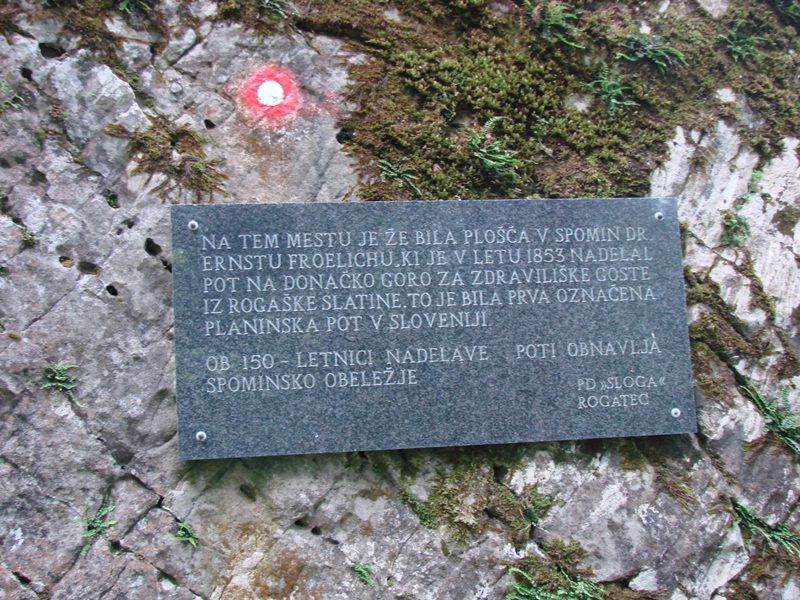 NA TEM MESTU JE ŽE BILA PLOŠČA V SPOMIN DR.
ERNSTU FROELICHU, KI JE V LETU 1853 NADELAL
POT NA DONAČKO GORO ZA ZDRAVILIŠKE GOSTE
IZ ROGAŠKE SLATINE. TO JE BILA PRVA OZNAČENA
PLANINSKA POT V SLOVENIJI.
OB 150 - LETNICI NADELAVE POTI OBNAVLJA
SPOMINSKO OBELEŽJE
PD »SLOGA«
ROGATEC